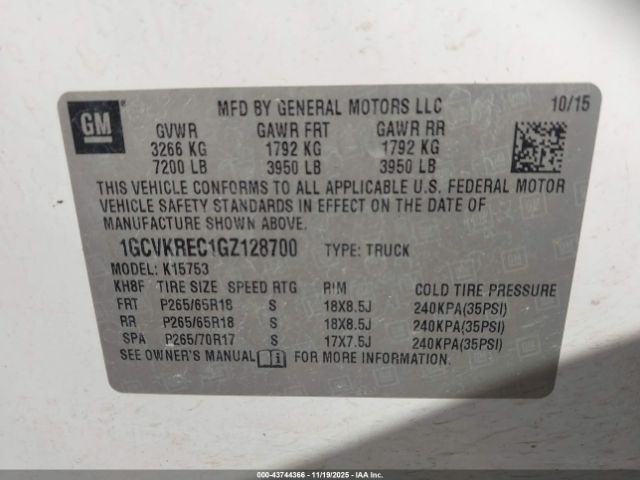 GM
MFD BY GENERAL MOTORS LLC 10/15
GVWR GAWR FRT GAWR RR
3266 KG 1792 KG 1792 KG
7200 LB 3950 LB 3950 LB
THIS VEHICLE CONFORMS TO ALL APPLICABLE U.S. FEDERAL MOTOR
VEHICLE SAFETY STANDARDS IN EFFECT ON THE DATE OF
MANUFACTURE SHOWN ABOVE.
1GCVKREC1GZ128700 TYPE: TRUCK
MODEL: K15753
KH8F TIRE SIZE SPEED RTG RIM COLD TIRE PRESSURE
FRT P265/65R18 S 18X8.5J 240KPA(35PSI)
RR P265/65R18 S 18X8.5J 240KPA(35PSI)
SPA P265/70R17 S 17X7.5J 240KPA(35PSI)
SEE OWNER'S MANUAL FOR MORE INFORMATION.
000-43744366 - 11/19/2025 - IAAI.COM - COPART